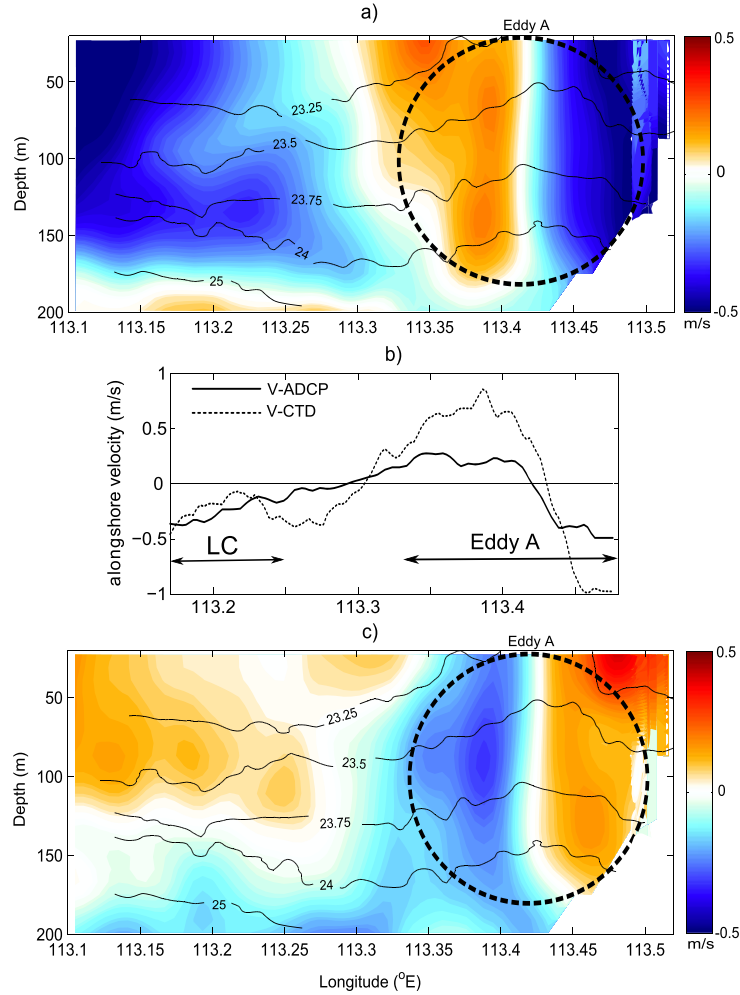 a)
Eddy A
50
100
150
200
Depth (m)
23.25
23.5
23.75
24
25
113.1 113.15 113.2 113.25 113.3 113.35 113.4 113.45 113.5
0.5
0
-0.5
m/s
b)
V-ADCP
V-CTD
1
0.5
0
−0.5
−1
alongshore velocity (m/s)
LC
Eddy A
113.2 113.3 113.4
c)
Eddy A
50
100
150
200
Depth (m)
23.25
23.5
23.75
24
25
113.1 113.15 113.2 113.25 113.3 113.35 113.4 113.45 113.5
0.5
0
-0.5
m/s
Longitude (°E)